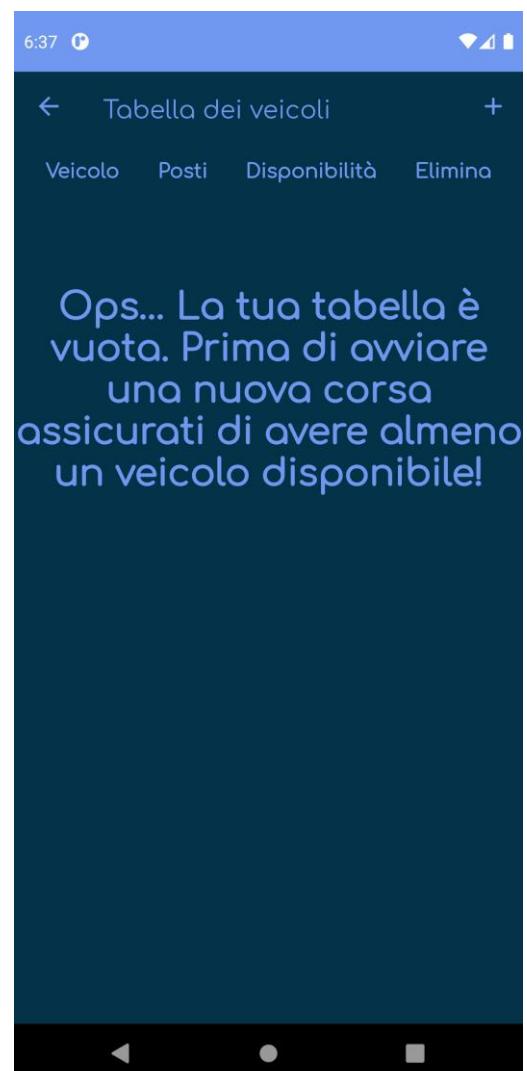 6:37
Tabella dei veicoli
Veicolo Posti Disponibilità Elimina
Ops... La tua tabella è
vuota. Prima di avviare
una nuova corsa
assicurati di avere almeno
un veicolo disponibile!